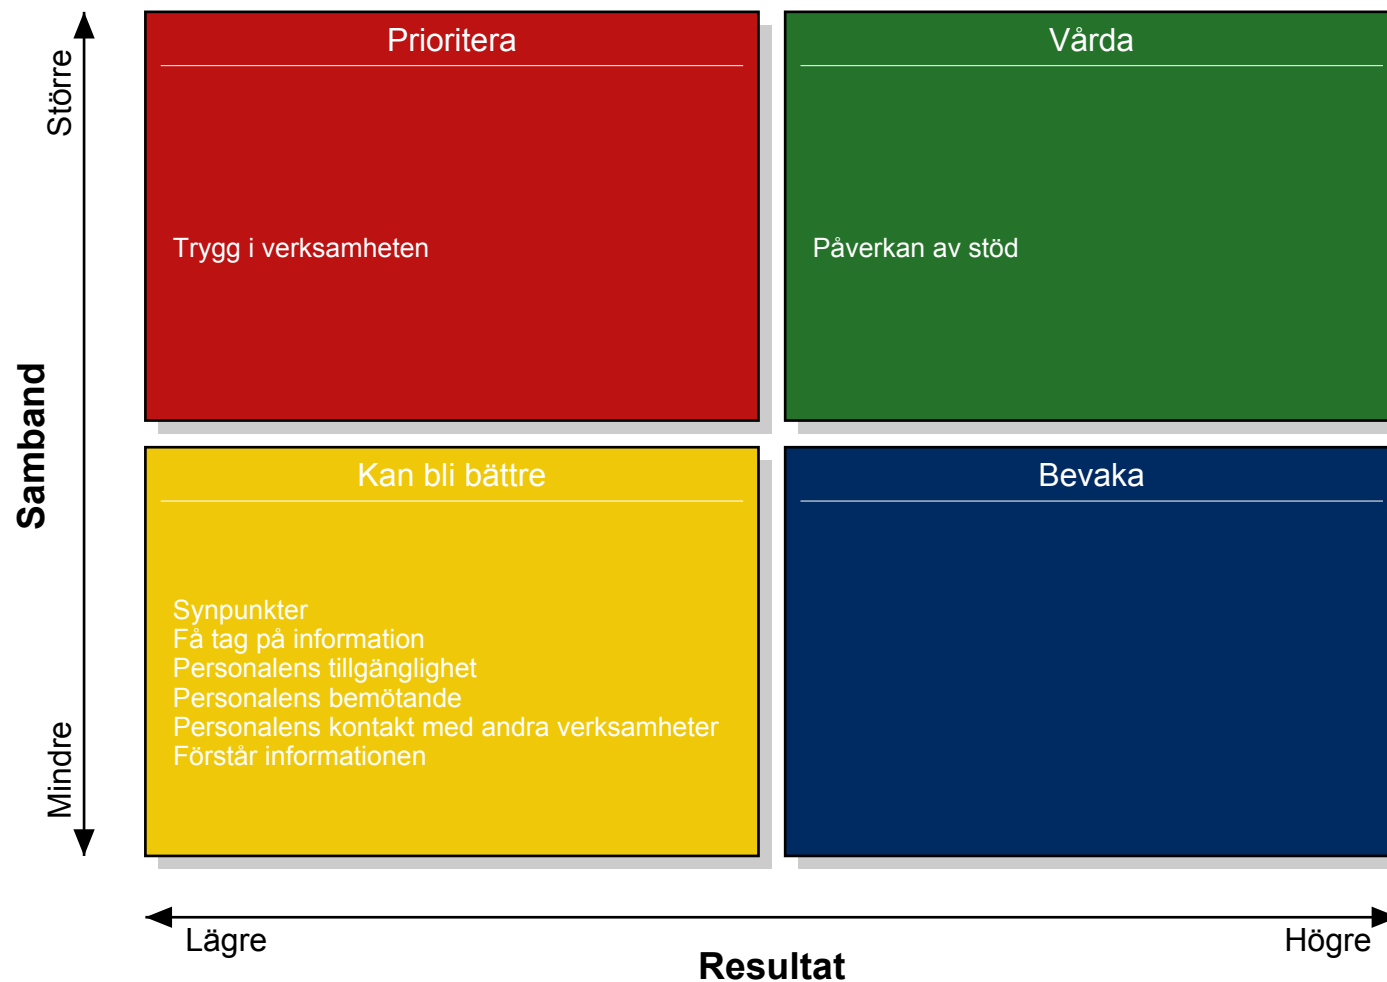 Större
Samband
Mindre
Prioritera
Trygg i verksamheten
Vårda
Påverkan av stöd
Kan bli bättre
Synpunkter
Få tag på information
Personalens tillgänglighet
Personalens bemötande
Personalens kontakt med andra verksamheter
Förstår informationen
Bevaka
Lägre
Högre
Resultat